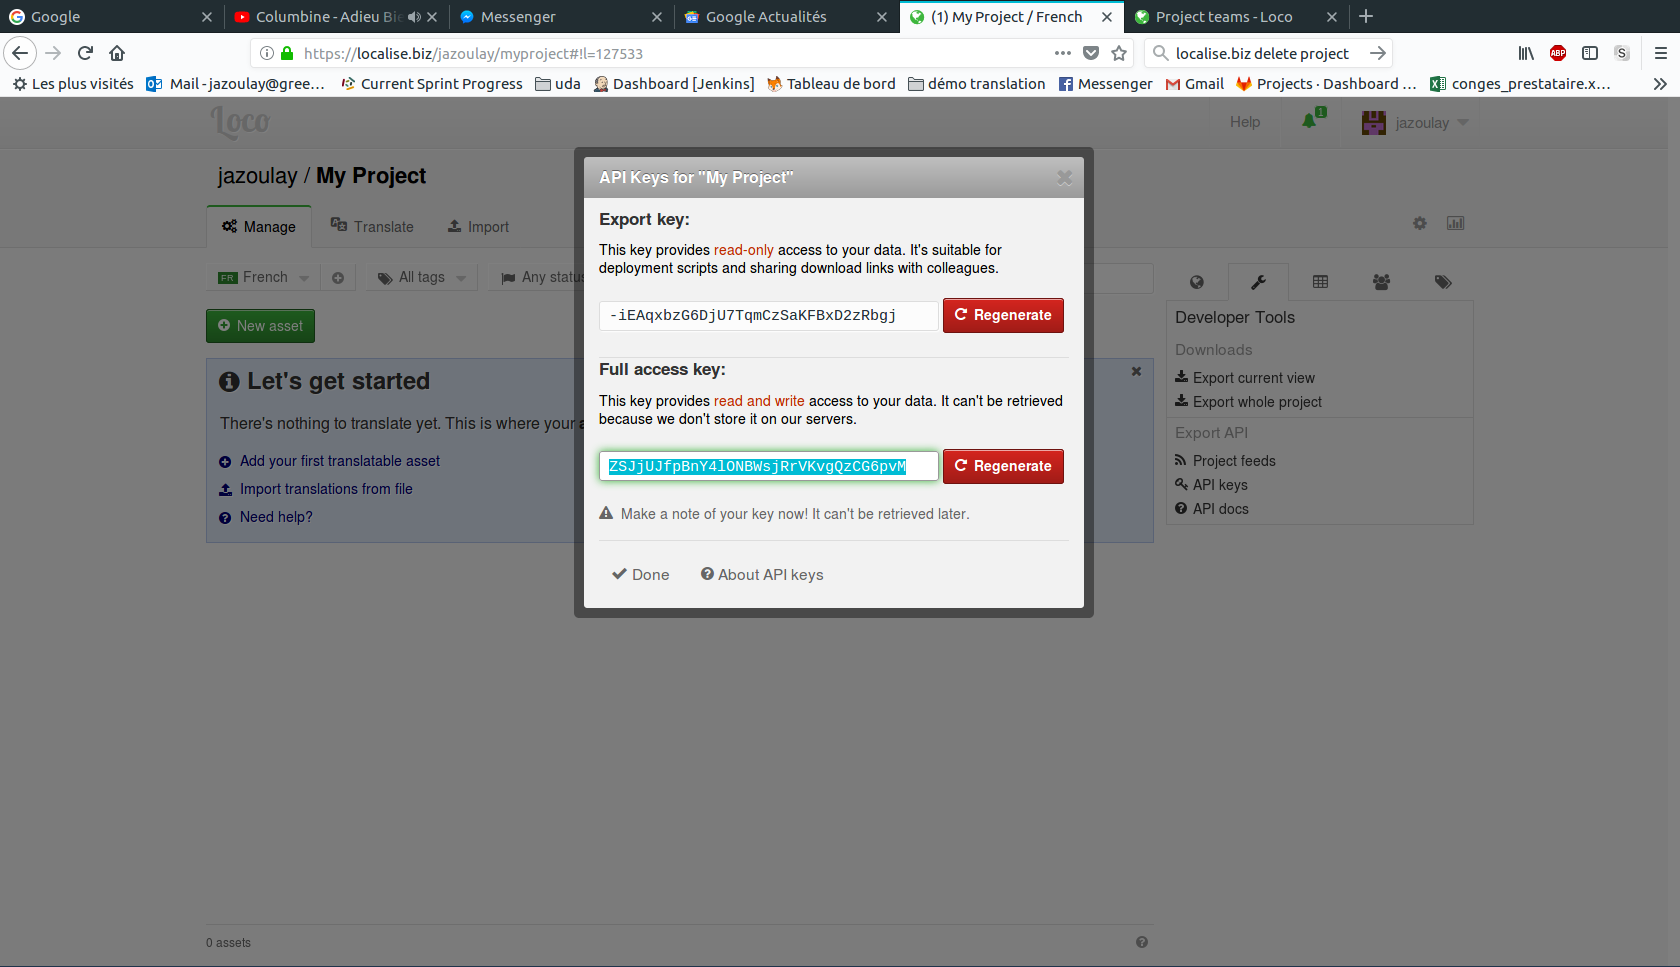 Google
Columbine - Adieu Bi
Messenger
Google Actualités
(1) My Project / French
Project teams - Loco
https://localise.biz/jazoulay/myproject#!l=127533
localise.biz delete project
ABP
S
Les plus visités
Mail - jazoulay@gree...
Current Sprint Progress
uda
Dashboard [Jenkins]
Tableau de bord
démo translation
Messenger
Gmail
Projects · Dashboard ...
conges_prestataire.x...
Loco
Help
1
jazoulay
jazoulay / My Project
Manage
Translate
Import
FR French
All tags
Any statu
New asset
Let's get started
There's nothing to translate yet. This is where your
Add your first translatable asset
Import translations from file
Need help?
API Keys for "My Project"
Export key:
This key provides read-only access to your data. It's suitable for
deployment scripts and sharing download links with colleagues.
-iEAqxbzG6DjU7TqmCzSaKFBxD2zRbgj
Regenerate
Full access key:
This key provides read and write access to your data. It can't be retrieved
because we don't store it on our servers.
ZSJjUJfpBnY4lONBWsjRrVKvgQzCG6pvM
Regenerate
Make a note of your key now! It can't be retrieved later.
Done
About API keys
Developer Tools
Downloads
Export current view
Export whole project
Export API
Project feeds
API keys
API docs
0 assets